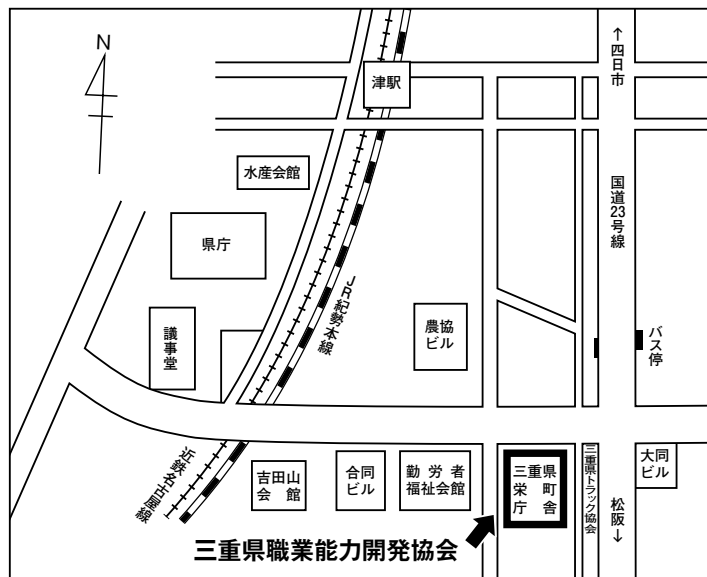 N
津駅
↑四日市
水産会館
県庁
国道23号線
JR紀勢本線
議事堂
農協
ビル
バス停
近鉄名古屋線
吉田山
会館
合同
ビル
勤労者
福祉会館
三重県
栄町
庁舎
三重県トラック協会
大同
ビル
松阪↓
三重県職業能力開発協会